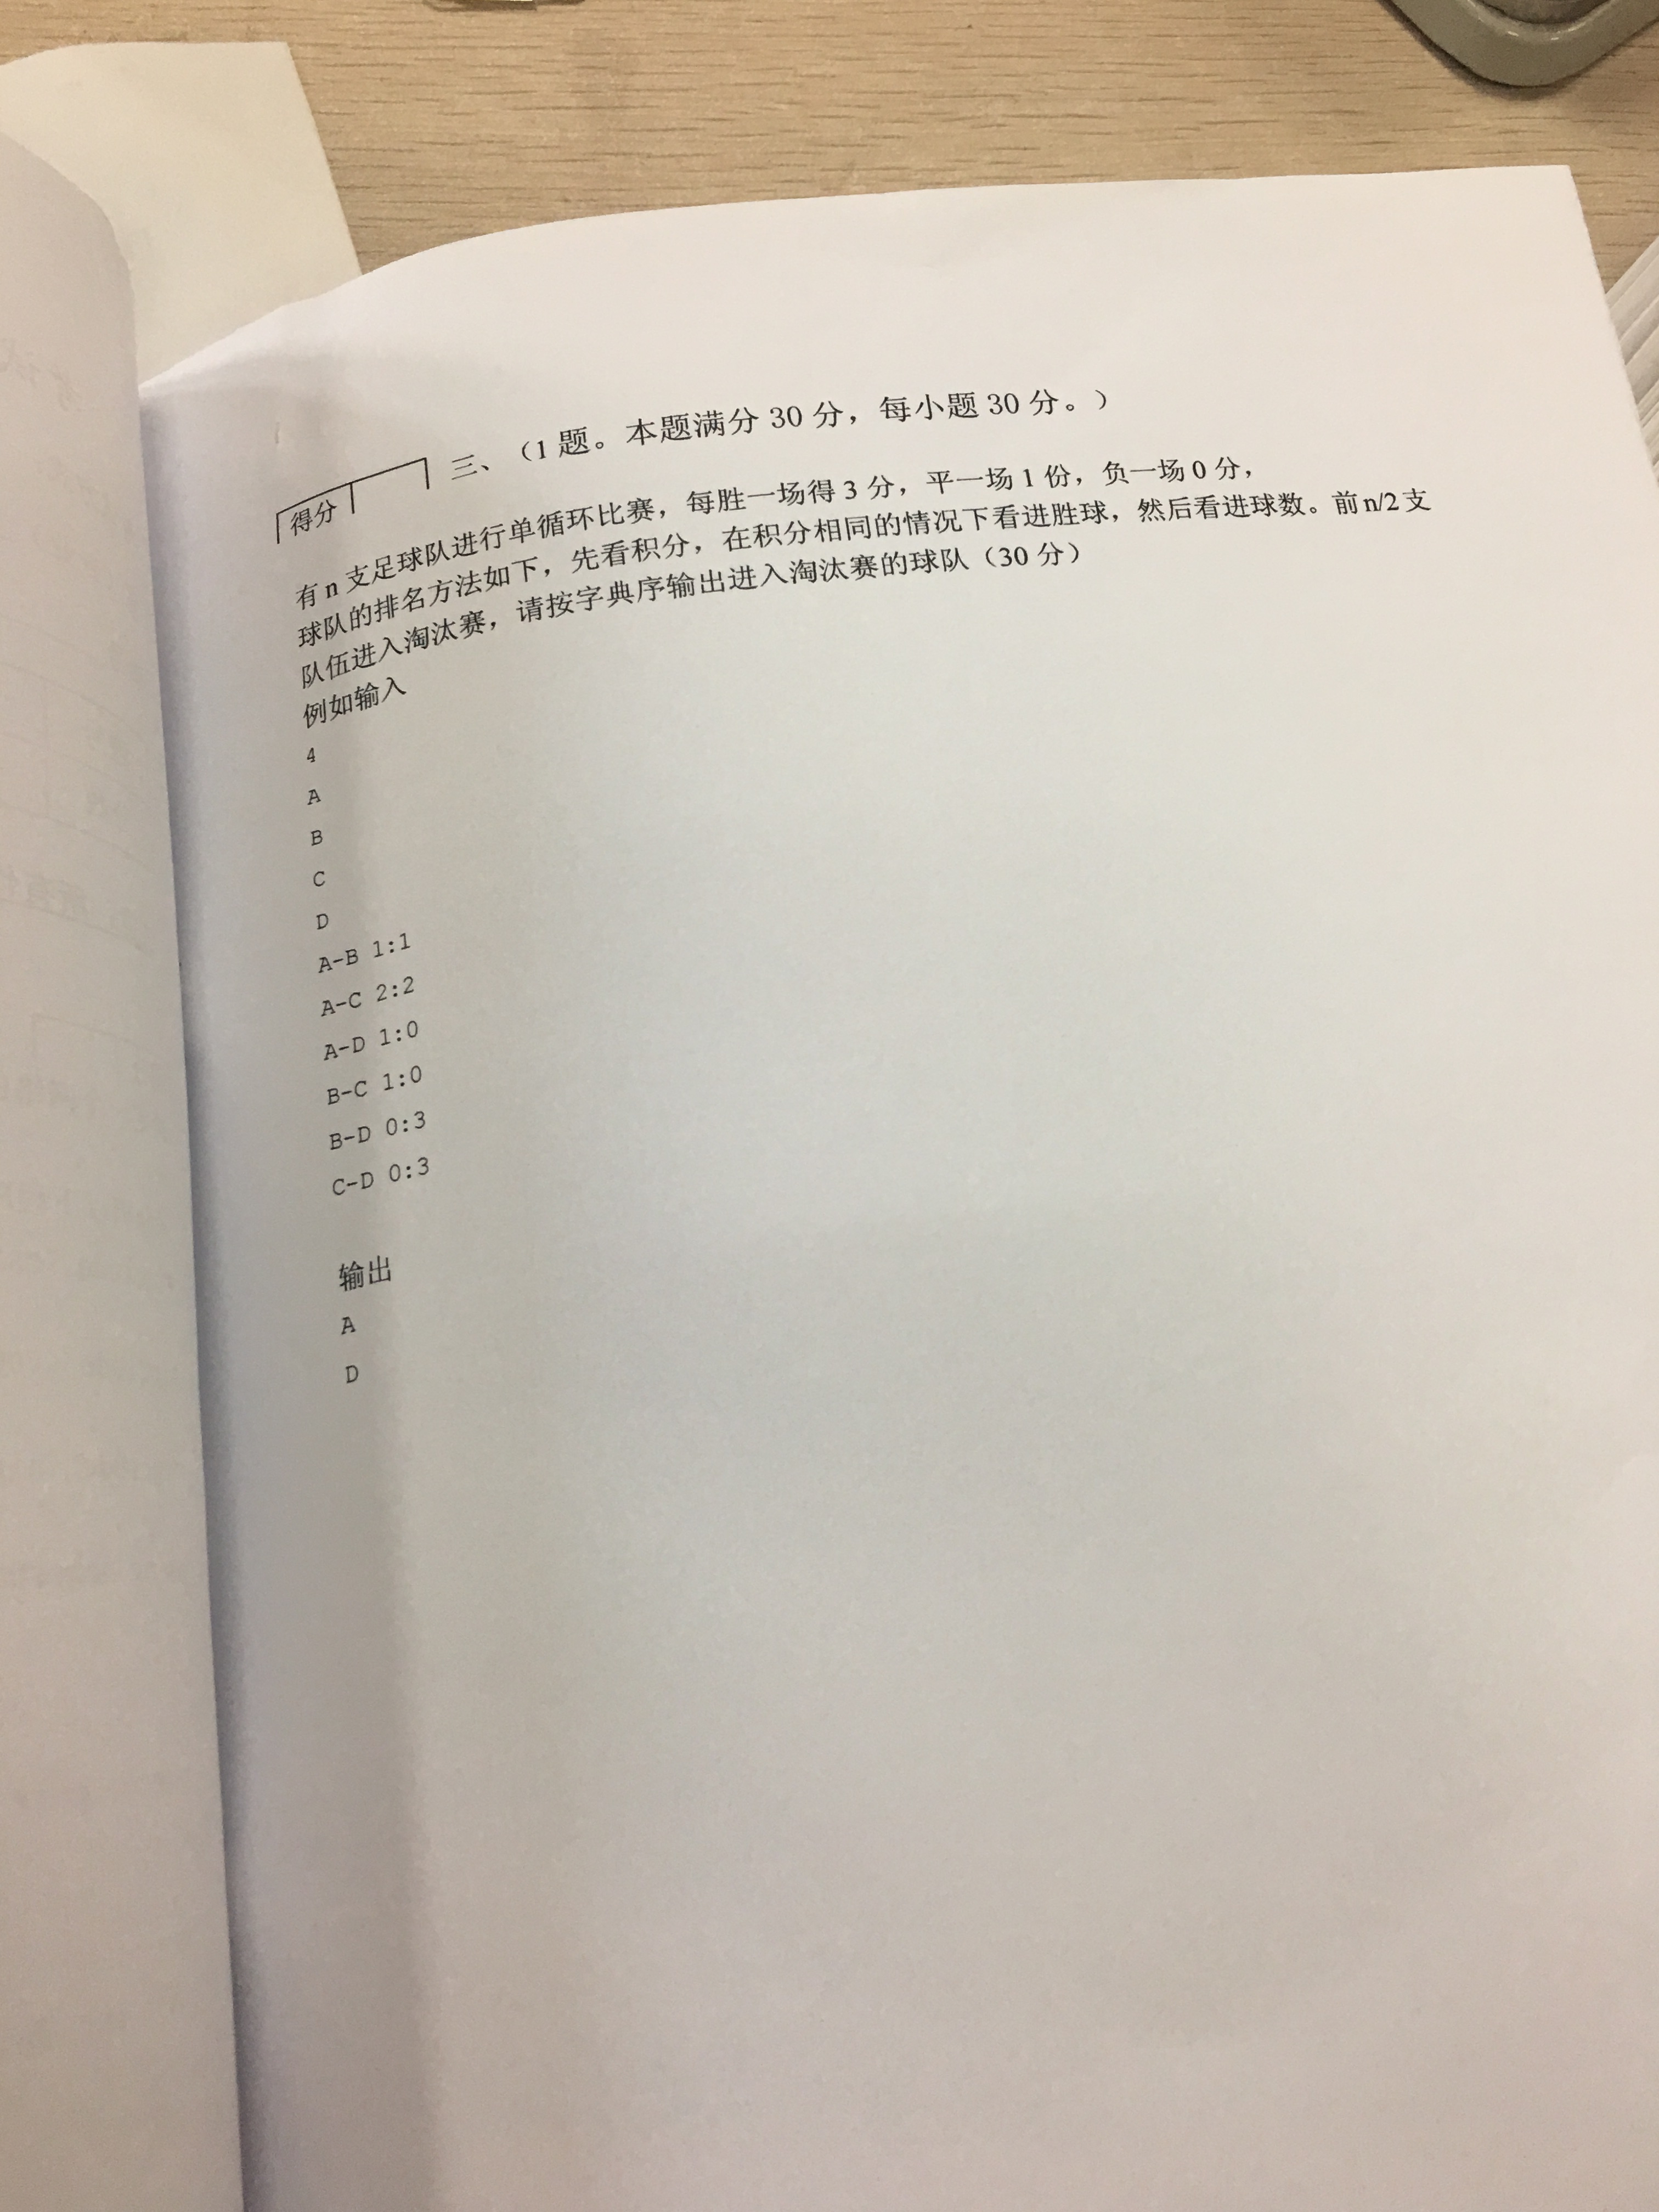 三、（1 题。本题满分 30 分，每小题 30 分。）
得分
有 n 支足球队进行单循环比赛，每胜一场得 3 分，平一场 1 份，负一场 0 分，
球队的排名方法如下，先看积分，在积分相同的情况下看进胜球，然后看进球数。前 n/2 支
队伍进入淘汰赛，请按字典序输出进入淘汰赛的球队（30 分）
例如输入
4
A
B
C
D
A-B 1:1
A-C 2:2
A-D 1:0
B-C 1:0
B-D 0:3
C-D 0:3
输出
A
D